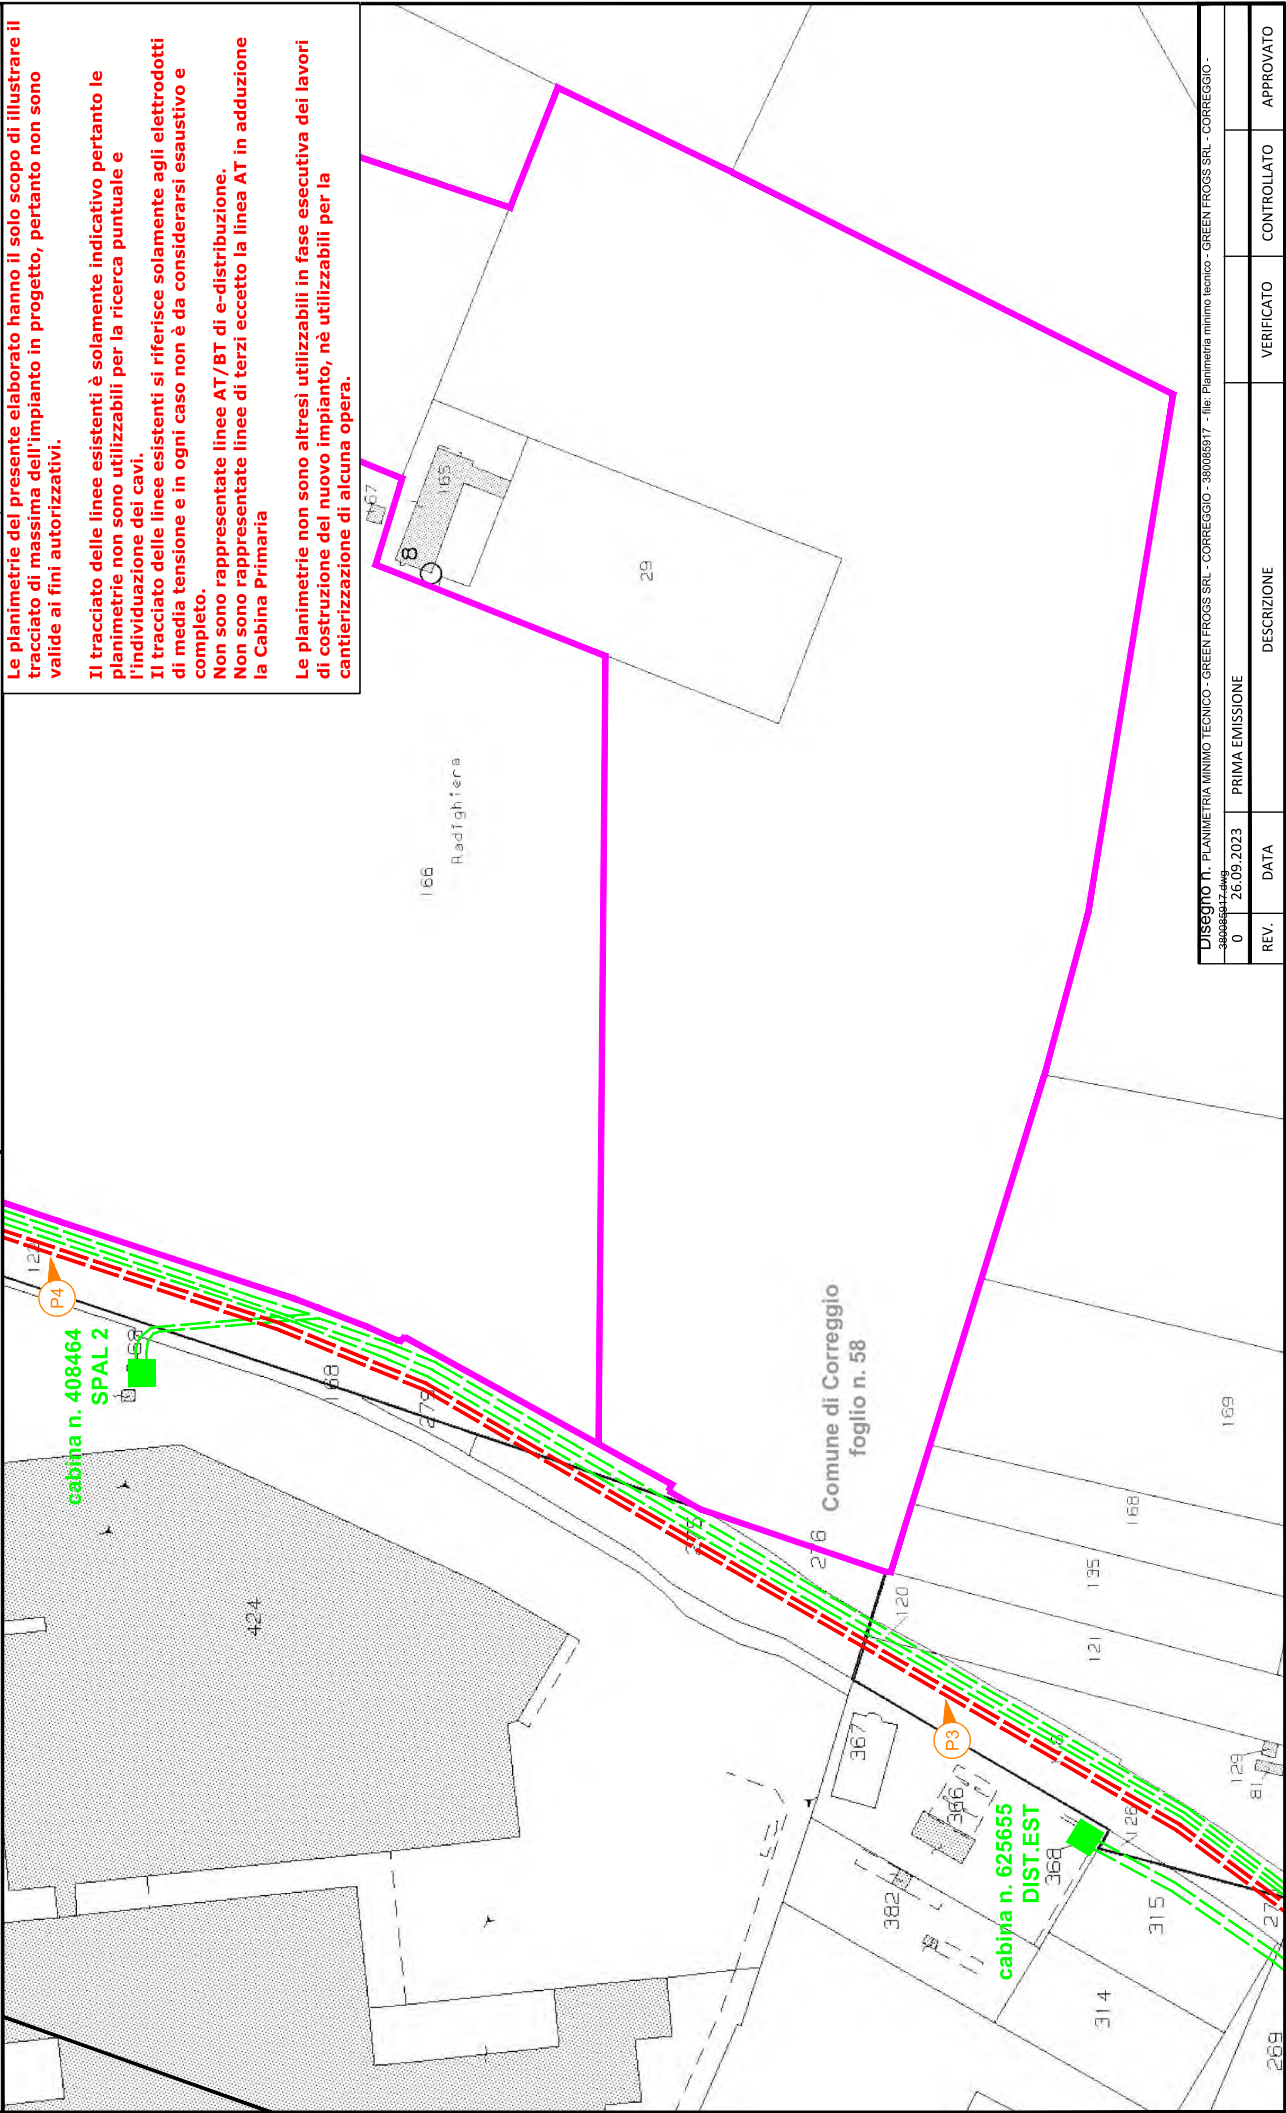 Le planimetrie del presente elaborato hanno il solo scopo di illustrare il
tracciato di massima dell'impianto in progetto, pertanto non sono
valide ai fini autorizzativi.
Il tracciato delle linee esistenti è solamente indicativo pertanto le
planimetrie non sono utilizzabili per la ricerca puntuale e
l'individuazione dei cavi.
Il tracciato delle linee esistenti si riferisce solamente agli elettrodotti
di media tensione e in ogni caso non è da considerarsi esaustivo e
completo.
Non sono rappresentate linee AT/BT di e-distribuzione.
Non sono rappresentate linee di terzi eccetto la linea AT in adduzione
la Cabina Primaria
Le planimetrie non sono altresì utilizzabili in fase esecutiva dei lavori
di costruzione del nuovo impianto, nè utilizzabili per la
cantierizzazione di alcuna opera.
167
8
165
29
166
Radighiera
P4
cabina n. 408464
SPAL 2
168
279
424
276
Comune di Correggio
foglio n. 58
120
169
168
135
121
367
P3
366
cabina n. 625655
DIST.EST
368
126
129
81
382
315
314
269
Disegno n. PLANIMETRIA MINIMO TECNICO - GREEN FROGS SRL - CORREGGIO - 380085917 - file: Planimetria minimo tecnico - GREEN FROGS SRL - CORREGGIO -
380085917.dwg
0 26.09.2023 PRIMA EMISSIONE
REV. DATA DESCRIZIONE VERIFICATO CONTROLLATO APPROVATO